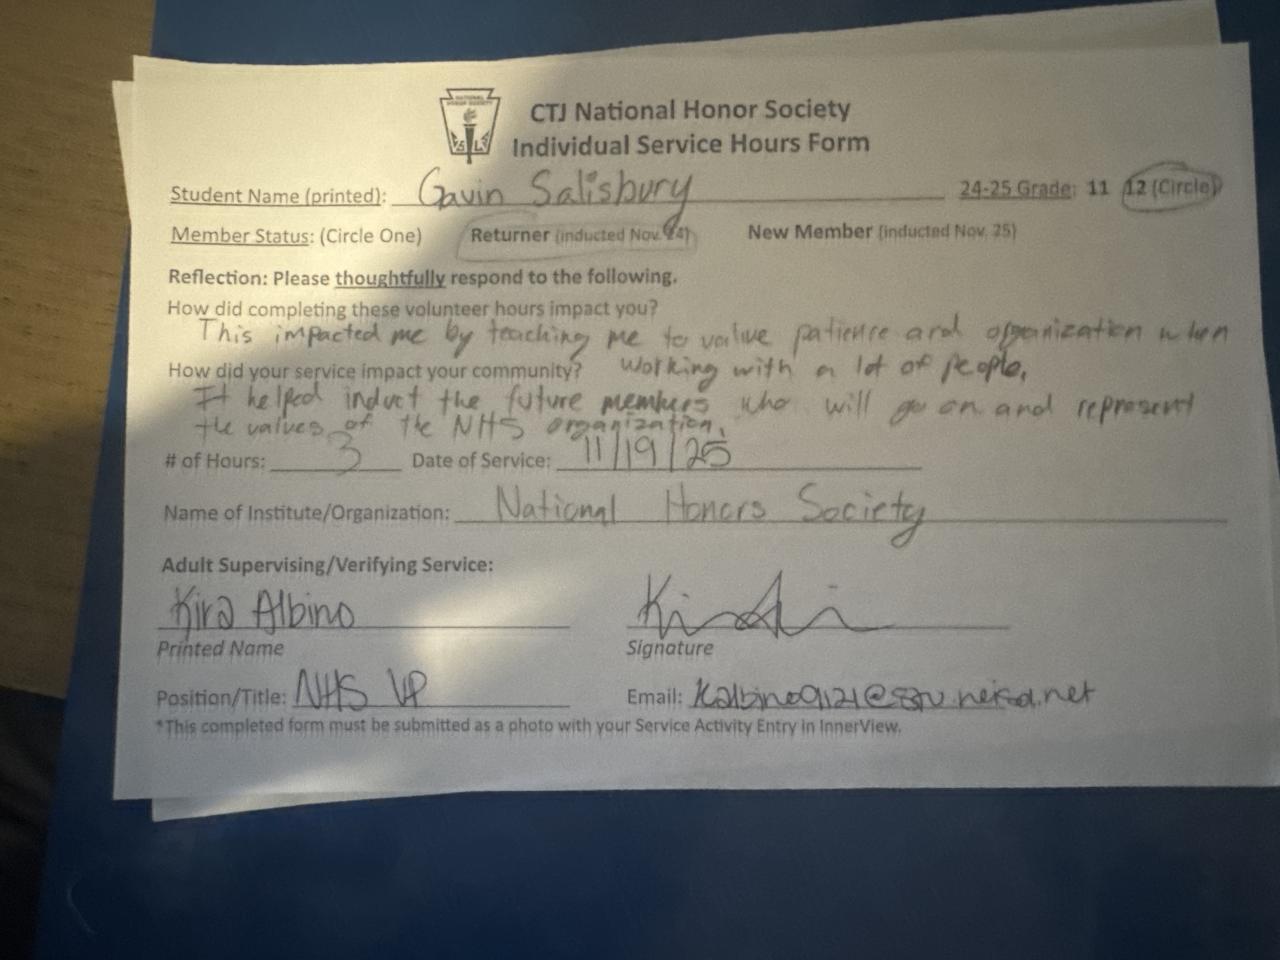 NATIONAL
HONOR SOCIETY
CTJ National Honor Society
Individual Service Hours Form
Student Name (printed): Gavin Salisbury 24-25 Grade: 11 12 (Circle)
Member Status: (Circle One) Returner (inducted Nov. 24) New Member (inducted Nov. 25)
Reflection: Please thoughtfully respond to the following.
How did completing these volunteer hours impact you?
This impacted me by teaching me to value patience and organization when
How did your service impact your community? working with a lot of people.
It helped induct the future members who will go on and represent
the values of the NHS organization.
# of Hours: 3 Date of Service: 11/19/25
Name of Institute/Organization: National Honors Society
Adult Supervising/Verifying Service:
Kira Albino
Printed Name Signature
Position/Title: NHS VP Email:
*This completed form must be submitted as a photo with your Service Activity Entry in InnerView.